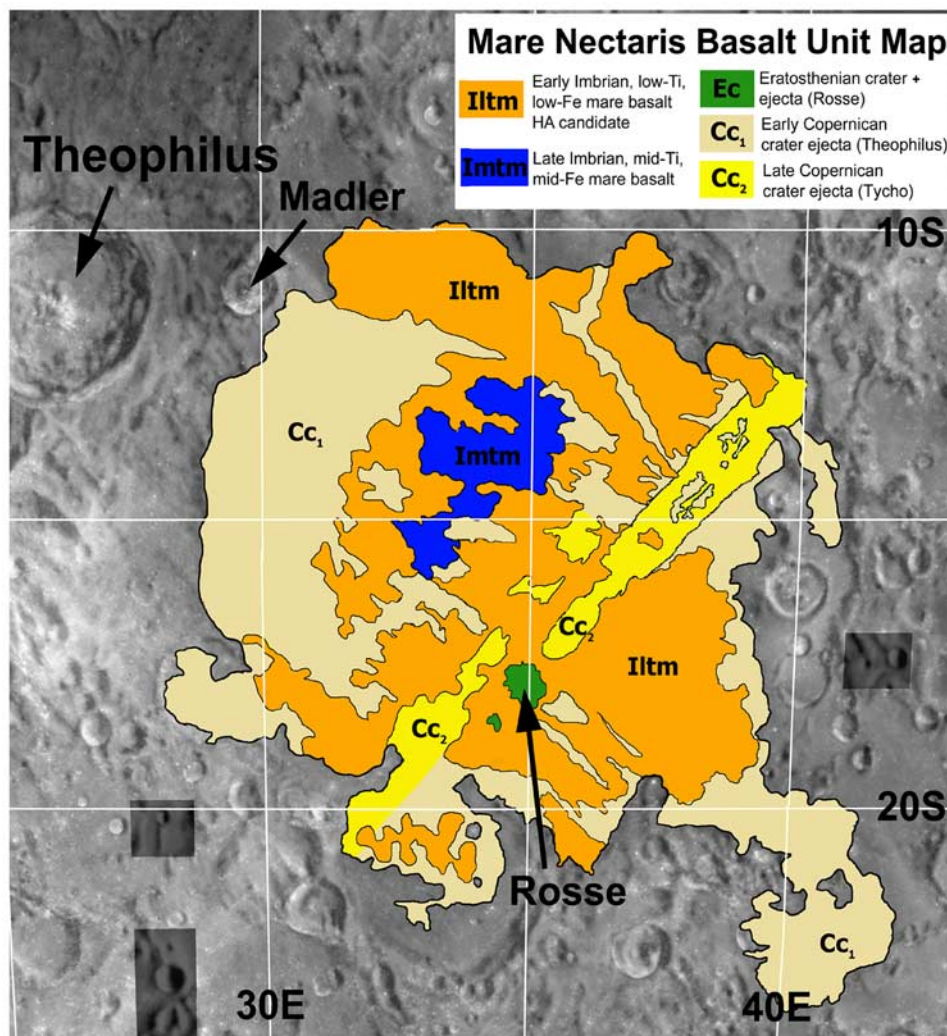 Mare Nectaris Basalt Unit Map
Iltm
Early Imbrian, low-Ti,
low-Fe mare basalt
HA candidate
Imtm
Late Imbrian, mid-Ti,
mid-Fe mare basalt
Ec
Eratosthenian crater +
ejecta (Rosse)
Cc1
Early Copernican
crater ejecta (Theophilus)
Cc2
Late Copernican
crater ejecta (Tycho)
Theophilus
Madler
10S
Iltm
Cc1
Imtm
Cc2
Iltm
Cc2
20S
Rosse
Cc1
30E
40E